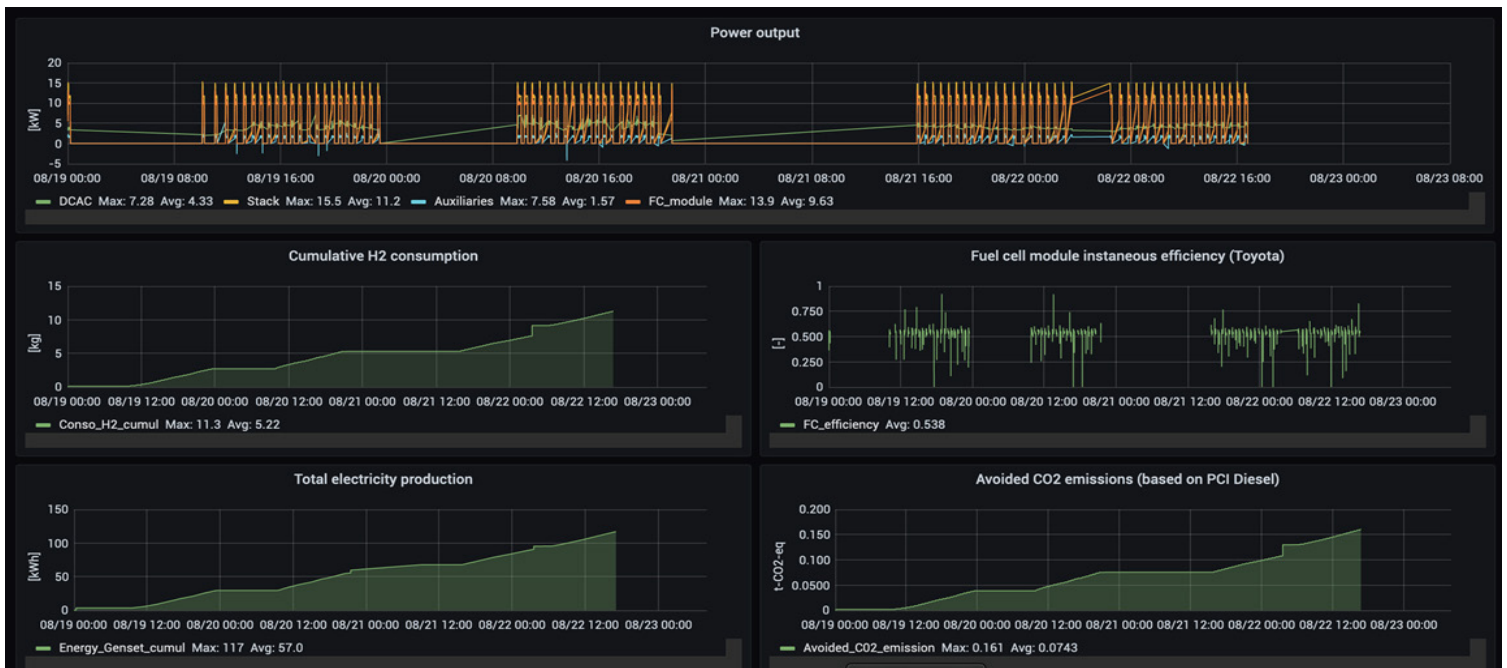 Power output
20
15
10
5
0
-5
[kW]
08/19 00:00 08/19 08:00 08/19 16:00 08/20 00:00 08/20 08:00 08/20 16:00 08/21 00:00 08/21 08:00 08/21 16:00 08/22 00:00 08/22 08:00 08/22 16:00 08/23 00:00 08/23 08:00
DCAC Max: 7.28 Avg: 4.33 Stack Max: 15.5 Avg: 11.2 Auxiliaries Max: 7.58 Avg: 1.57 FC_module Max: 13.9 Avg: 9.63
Cumulative H2 consumption
15
10
5
0
[kg]
08/19 00:00 08/19 12:00 08/20 00:00 08/20 12:00 08/21 00:00 08/21 12:00 08/22 00:00 08/22 12:00 08/23 00:00
Conso_H2_cumul Max: 11.3 Avg: 5.22
Fuel cell module instaneous efficiency (Toyota)
1
0.750
0.500
0.250
0
[-]
08/19 00:00 08/19 12:00 08/20 00:00 08/20 12:00 08/21 00:00 08/21 12:00 08/22 00:00 08/22 12:00 08/23 00:00
FC_efficiency Avg: 0.538
Total electricity production
150
100
50
0
[kWh]
08/19 00:00 08/19 12:00 08/20 00:00 08/20 12:00 08/21 00:00 08/21 12:00 08/22 00:00 08/22 12:00 08/23 00:00
Energy_Genset_cumul Max: 117 Avg: 57.0
Avoided CO2 emissions (based on PCI Diesel)
0.200
0.150
0.100
0.0500
0
t-CO2-eq
08/19 00:00 08/19 12:00 08/20 00:00 08/20 12:00 08/21 00:00 08/21 12:00 08/22 00:00 08/22 12:00 08/23 00:00
Avoided_C02_emission Max: 0.161 Avg: 0.0743